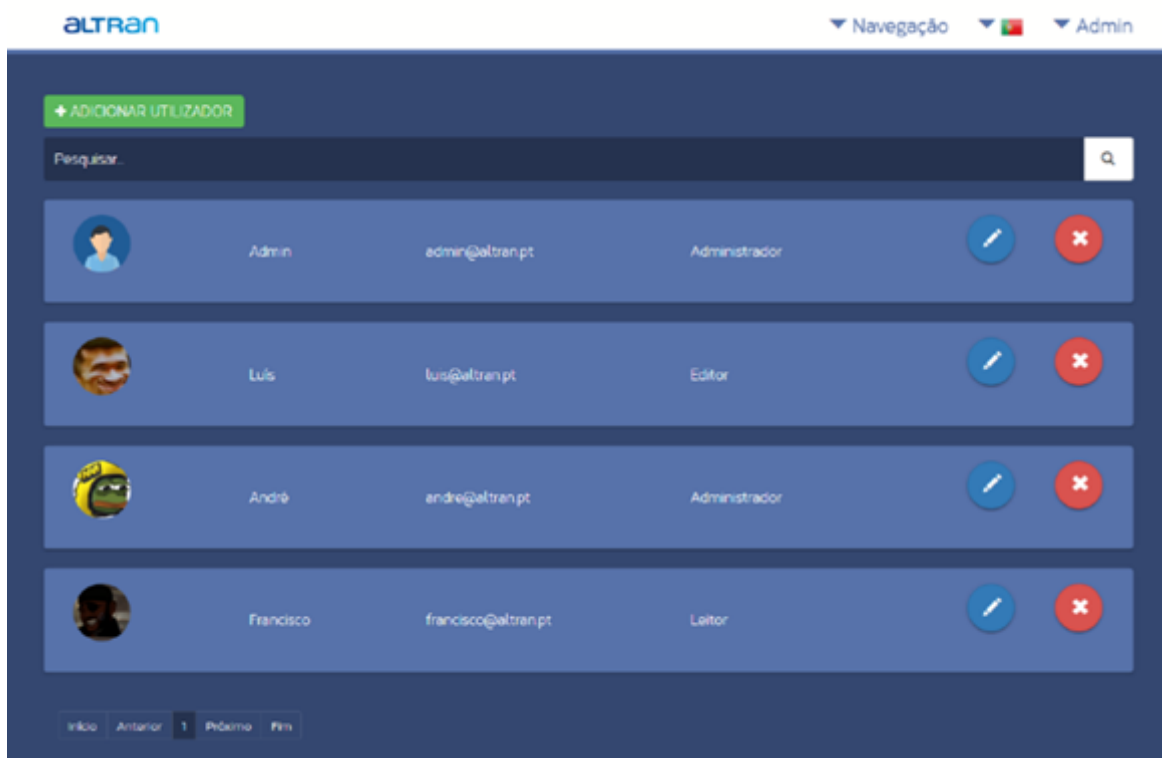 aLTRan
Navegação Admin
+ ADICIONAR UTILIZADOR
Pesquisar..
Admin admin@altran.pt Administrador
Luís luis@altran.pt Editor
André andre@altran.pt Administrador
Francisco francisco@altran.pt Leitor
Início Anterior 1 Próximo Fim